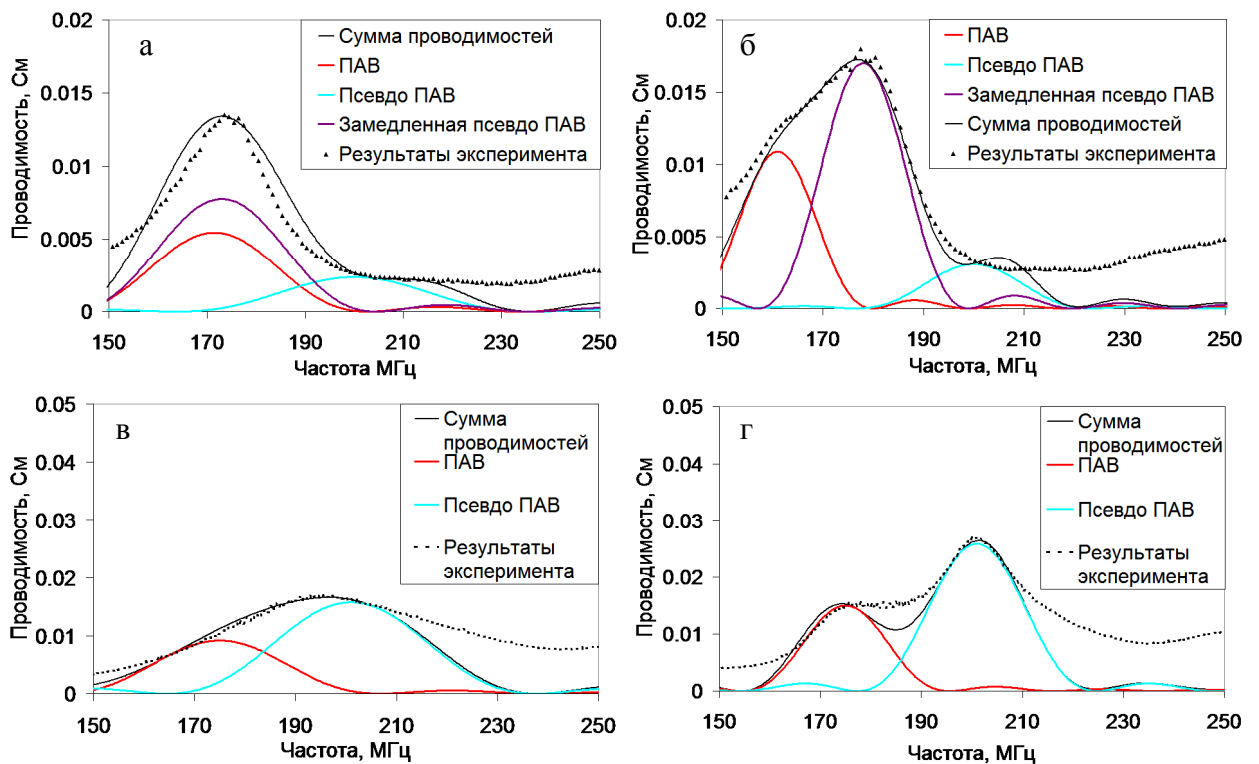 а
0.02
0.015
0.01
0.005
0
Проводимость, См
150 170 190 210 230 250
Частота МГц
Сумма проводимостей
ПАВ
Псевдо ПАВ
Замедленная псевдо ПАВ
Результаты эксперимента
б
0.02
0.015
0.01
0.005
0
Проводимость, См
150 170 190 210 230 250
Частота, МГц
ПАВ
Псевдо ПАВ
Замедленная псевдо ПАВ
Сумма проводимостей
Результаты эксперимента
в
0.05
0.04
0.03
0.02
0.01
0
Проводимость, См
150 170 190 210 230 250
Частота, МГц
Сумма
проводимостей
ПАВ
Псевдо ПАВ
Результаты
эксперимента
г
0.05
0.04
0.03
0.02
0.01
0
Проводимость, См
150 170 190 210 230 250
Частота, МГц
Сумма
проводимостей
ПАВ
Псевдо ПАВ
Результаты
эксперимента